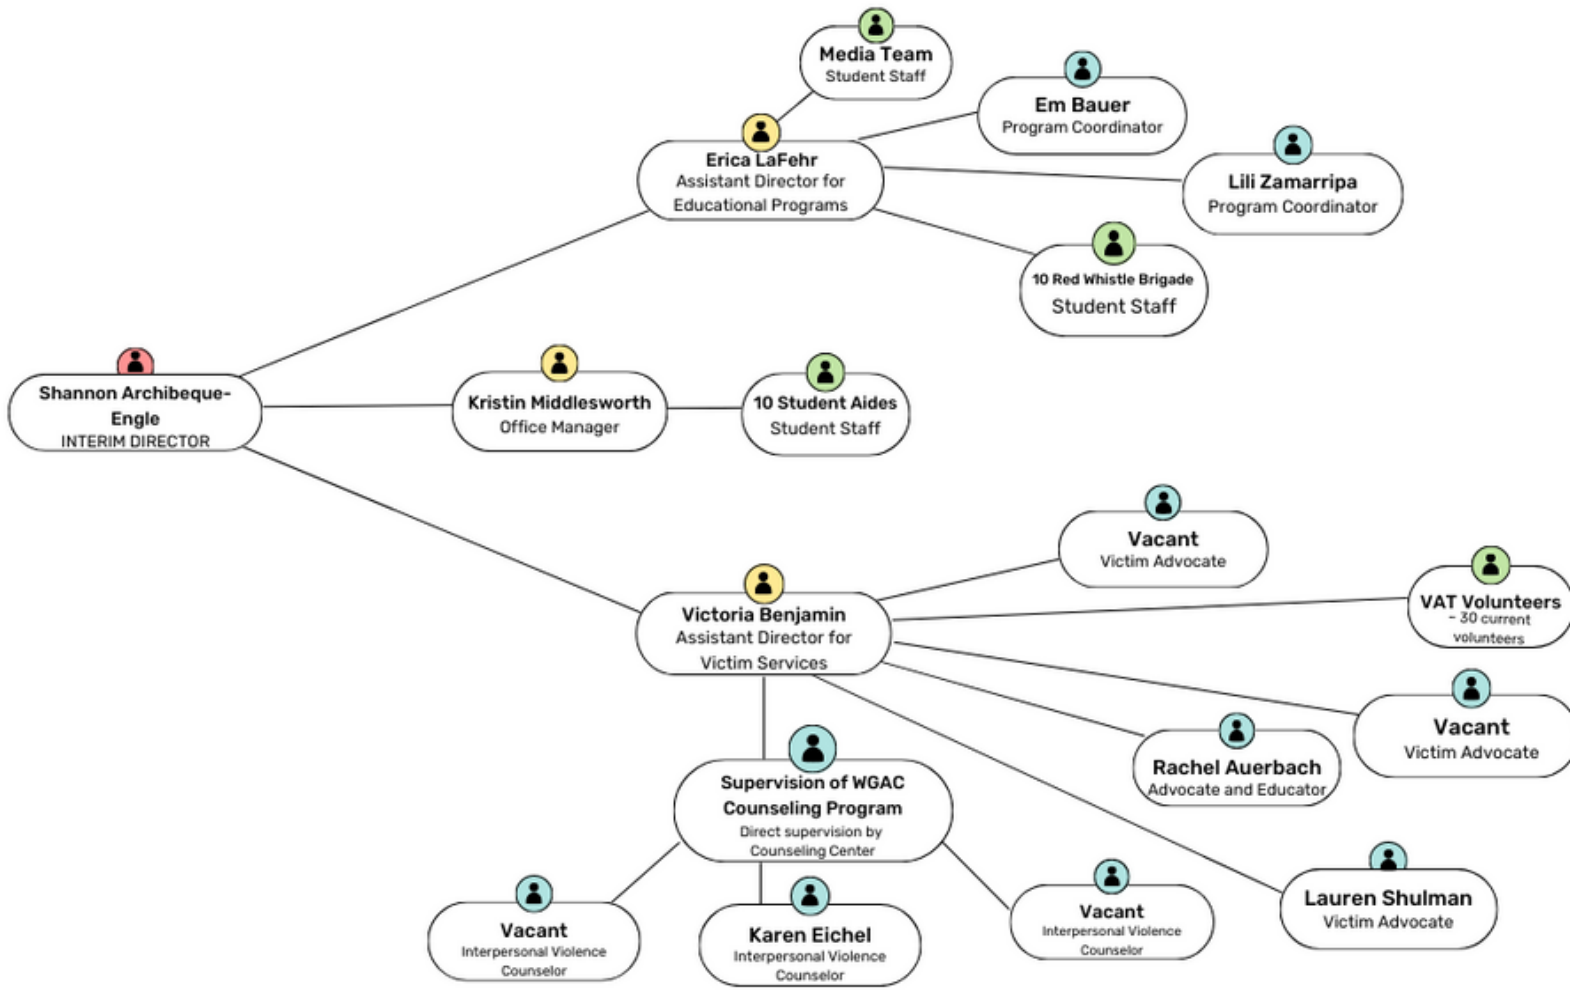 Media Team
Student Staff
Em Bauer
Program Coordinator
Erica LaFehr
Assistant Director for
Educational Programs
Lili Zamarripa
Program Coordinator
10 Red Whistle Brigade
Student Staff
Shannon Archibeque-
Engle
INTERIM DIRECTOR
Kristin Middlesworth
Office Manager
10 Student Aides
Student Staff
Vacant
Victim Advocate
Victoria Benjamin
Assistant Director for
Victim Services
VAT Volunteers
~ 30 current
volunteers
Vacant
Victim Advocate
Rachel Auerbach
Advocate and Educator
Supervision of WGAC
Counseling Program
Direct supervision by
Counseling Center
Lauren Shulman
Victim Advocate
Vacant
Interpersonal Violence
Counselor
Karen Eichel
Interpersonal Violence
Counselor
Vacant
Interpersonal Violence
Counselor